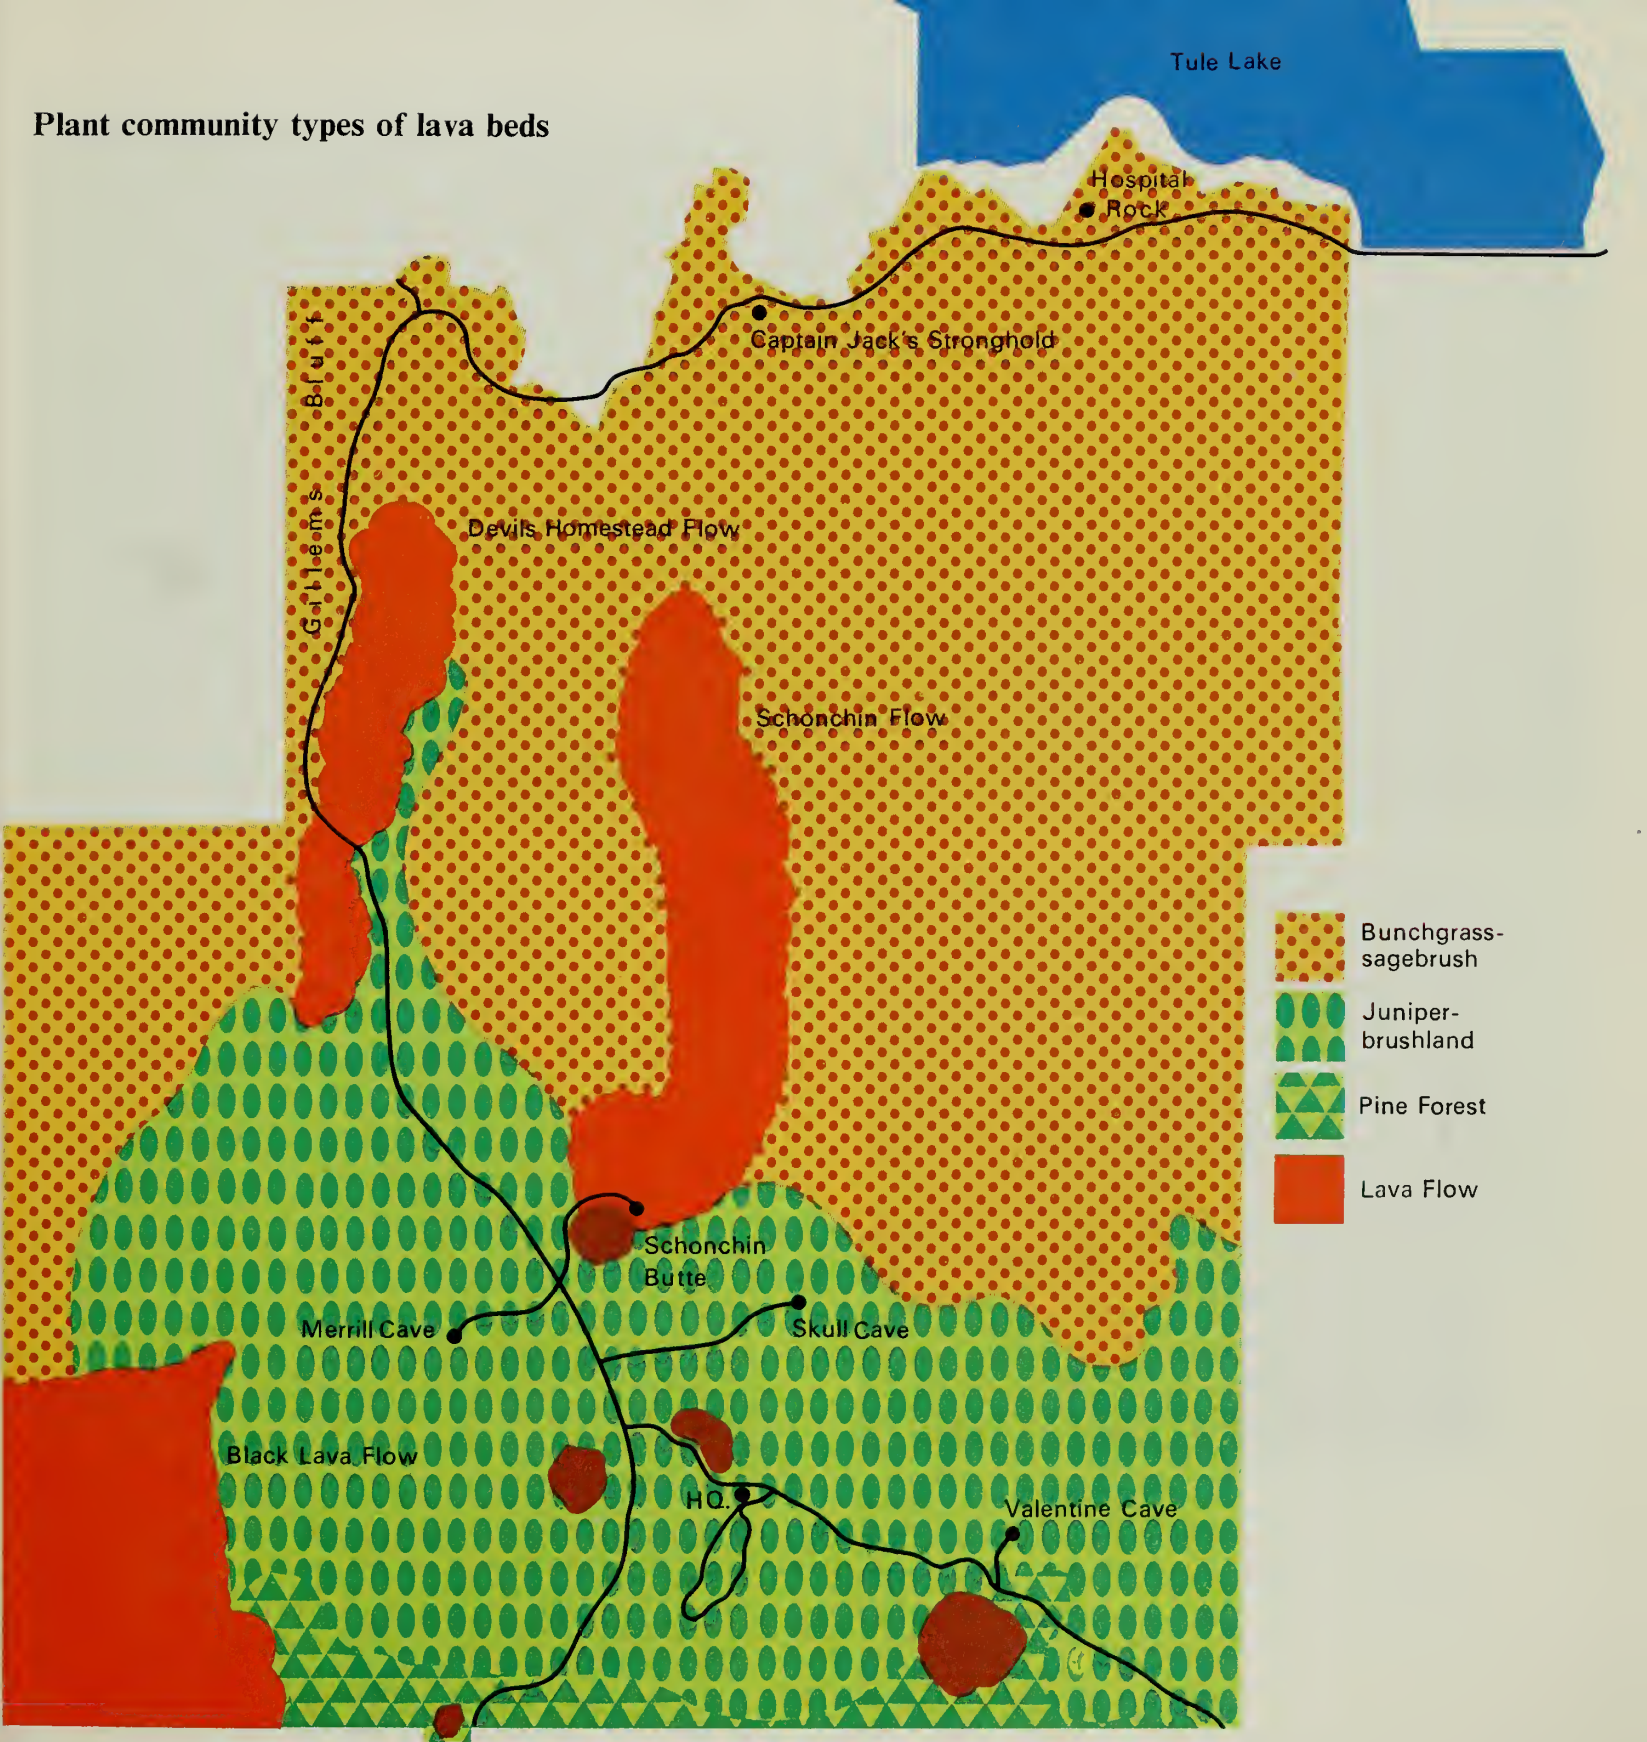 Tule Lake
Plant community types of lava beds
Hospital
Rock
Captain Jack's Stronghold
Gillems Bluff
Devils Homestead Flow
Schonchin Flow
Bunchgrass-
sagebrush
Juniper-
brushland
Pine Forest
Lava Flow
Schonchin
Butte
Merrill Cave
Skull Cave
Black Lava Flow
HQ.
Valentine Cave